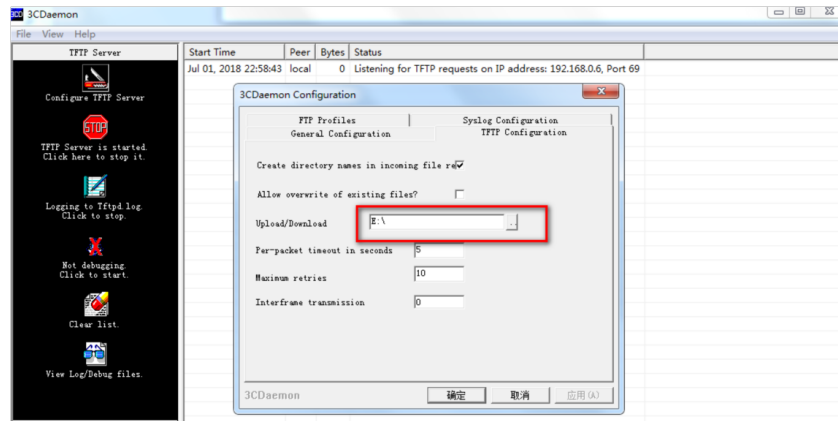 3CDaemon
File View Help
TFTP Server
Start Time Peer Bytes Status
Jul 01, 2018 22:58:43 local 0 Listening for TFTP requests on IP address: 192.168.0.6, Port 69
Configure TFTP Server
STOP
TFTP Server is started.
Click here to stop it.
Logging to Tftpd.log.
Click to stop.
Not debugging.
Click to start.
Clear list.
View Log/Debug files.
3CDaemon Configuration
FTP Profiles Syslog Configuration
General Configuration TFTP Configuration
Create directory names in incoming file re
Allow overwrite of existing files?
Upload/Download E:\ ..
Per-packet timeout in seconds 5
Maximum retries 10
Interframe transmission 0
3CDaemon 确定 取消 应用(A)